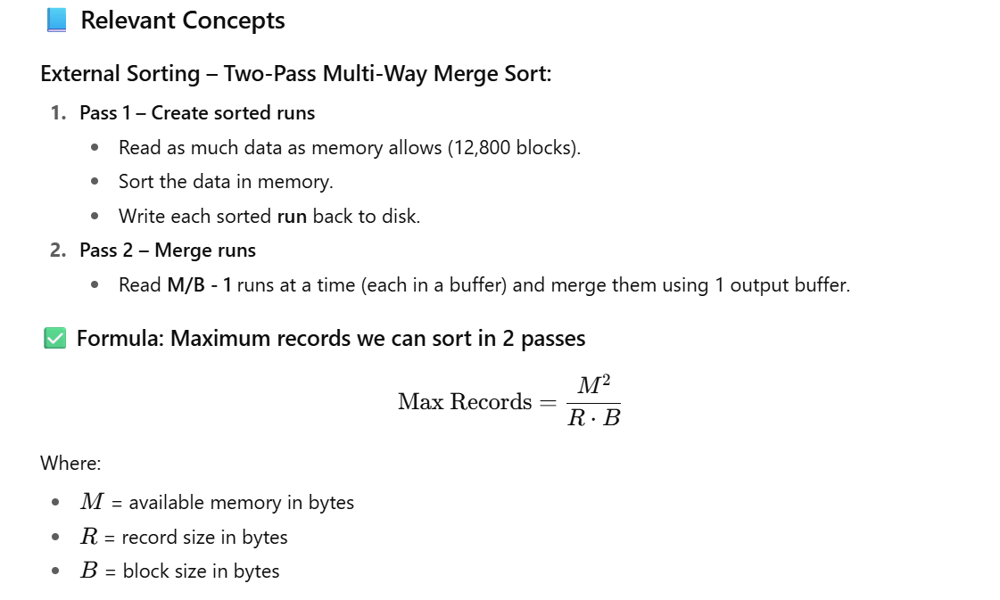 📘 Relevant Concepts
External Sorting – Two-Pass Multi-Way Merge Sort:
1. Pass 1 – Create sorted runs
• Read as much data as memory allows (12,800 blocks).
• Sort the data in memory.
• Write each sorted run back to disk.
2. Pass 2 – Merge runs
• Read M/B - 1 runs at a time (each in a buffer) and merge them using 1 output buffer.
✅ Formula: Maximum records we can sort in 2 passes
Max Records = M² / (R · B)
Where:
• M = available memory in bytes
• R = record size in bytes
• B = block size in bytes